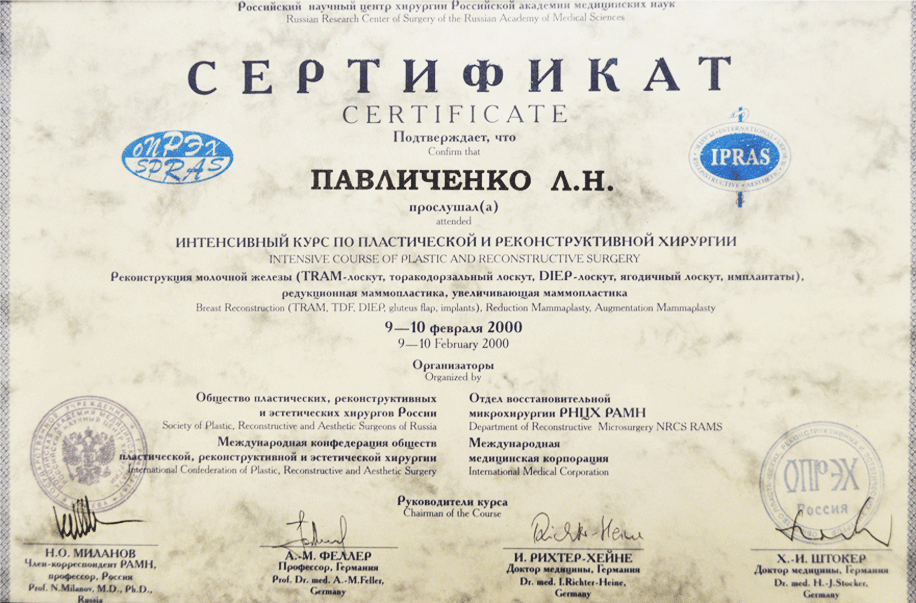 Российский научный центр хирургии Российской академии медицинских наук
Russian Research Center of Surgery of the Russian Academy of Medical Sciences
СЕРТИФИКАТ
CERTIFICATE
Подтверждает, что
Confirm that
ОПРЭХ
SPRAS
IPRAS
ПАВЛИЧЕНКО Л.Н.
прослушал(а)
attended
ИНТЕНСИВНЫЙ КУРС ПО ПЛАСТИЧЕСКОЙ И РЕКОНСТРУКТИВНОЙ ХИРУРГИИ
INTENSIVE COURSE OF PLASTIC AND RECONSTRUCTIVE SURGERY
Реконструкция молочной железы (TRAM-лоскут, торакодорзальный лоскут, DIEP-лоскут, ягодичный лоскут, имплантаты),
редукционная маммопластика, увеличивающая маммопластика
Breast Reconstruction (TRAM, TDF, DIEP, gluteus flap, implants), Reduction Mammaplasty, Augmentation Mammaplasty
9—10 февраля 2000
9—10 February 2000
Организаторы
Organized by
Общество пластических, реконструктивных
и эстетических хирургов России
Society of Plastic, Reconstructive and Aesthetic Surgeons of Russia
Международная конфедерация обществ
пластической, реконструктивной и эстетической хирургии
International Confederation of Plastic, Reconstructive and Aesthetic Surgery
Отдел восстановительной
микрохирургии РНЦХ РАМН
Department of Reconstructive Microsurgery NRCS RAMS
Международная
медицинская корпорация
International Medical Corporation
ОПРЭХ
Россия
Руководители курса
Chairman of the Course
Н.О. МИЛАНОВ
Член-корреспондент РАМН,
профессор, Россия
Prof. N.Milanov, M.D., Ph.D.,
Russia
А.-М. ФЕЛЛЕР
Профессор, Германия
Prof. Dr. med. A.-M.Feller,
Germany
И. РИХТЕР-ХЕЙНЕ
Доктор медицины, Германия
Dr. med. I.Richter-Heine,
Germany
Х.-И. ШТОКЕР
Доктор медицины, Германия
Dr. med. H.-J.Stocker,
Germany